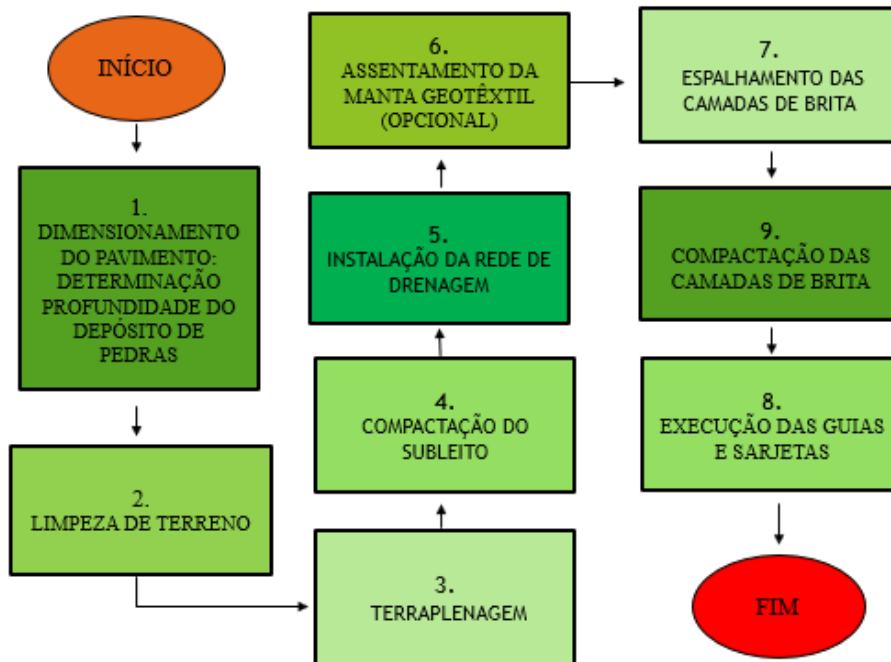 INÍCIO
1.
DIMENSIONAMENTO
DO PAVIMENTO:
DETERMINAÇÃO
PROFUNDIDADE DO
DEPÓSITO DE
PEDRAS
2.
LIMPEZA DE TERRENO
3.
TERRAPLENAGEM
4.
COMPACTAÇÃO DO
SUBLEITO
5.
INSTALAÇÃO DA REDE DE
DRENAGEM
6.
ASSENTAMENTO DA
MANTA GEOTÊXTIL
(OPCIONAL)
7.
ESPALHAMENTO DAS
CAMADAS DE BRITA
9.
COMPACTAÇÃO DAS
CAMADAS DE BRITA
8.
EXECUÇÃO DAS GUIAS
E SARJETAS
FIM